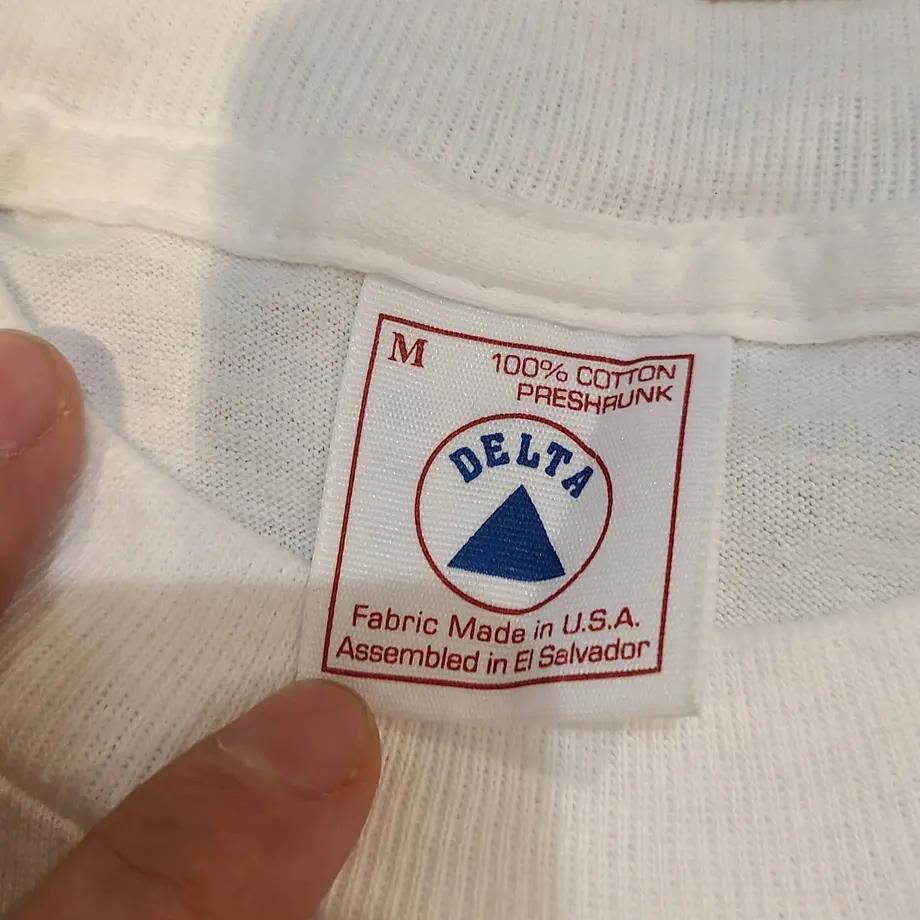 M
100% COTTON
PRESHRUNK
DELTA
Fabric Made in U.S.A.
Assembled in El Salvador